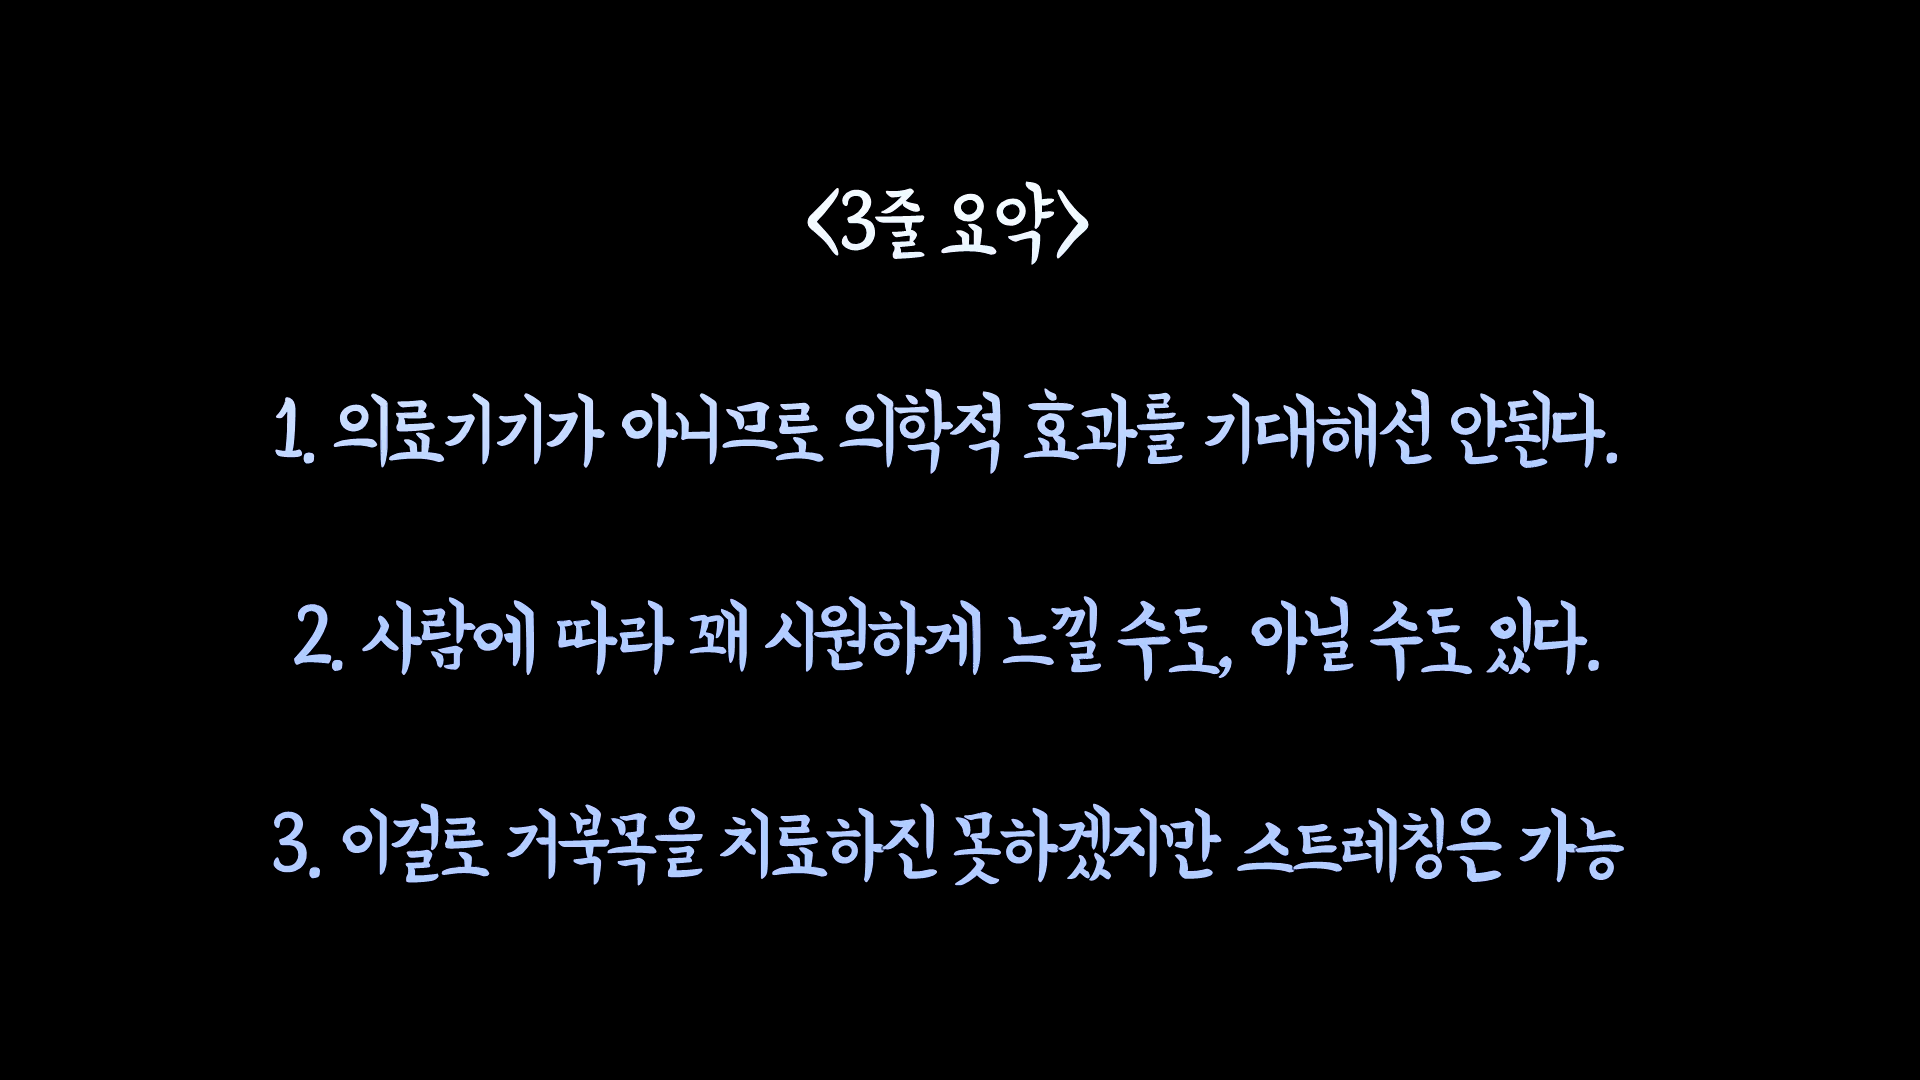 <3줄 요약>
1. 의료기기가 아니므로 의학적 효과를 기대해선 안된다.
2. 사람에 따라 꽤 시원하게 느낄 수도, 아닐 수도 있다.
3. 이걸로 거북목을 치료하진 못하겠지만 스트레칭은 가능